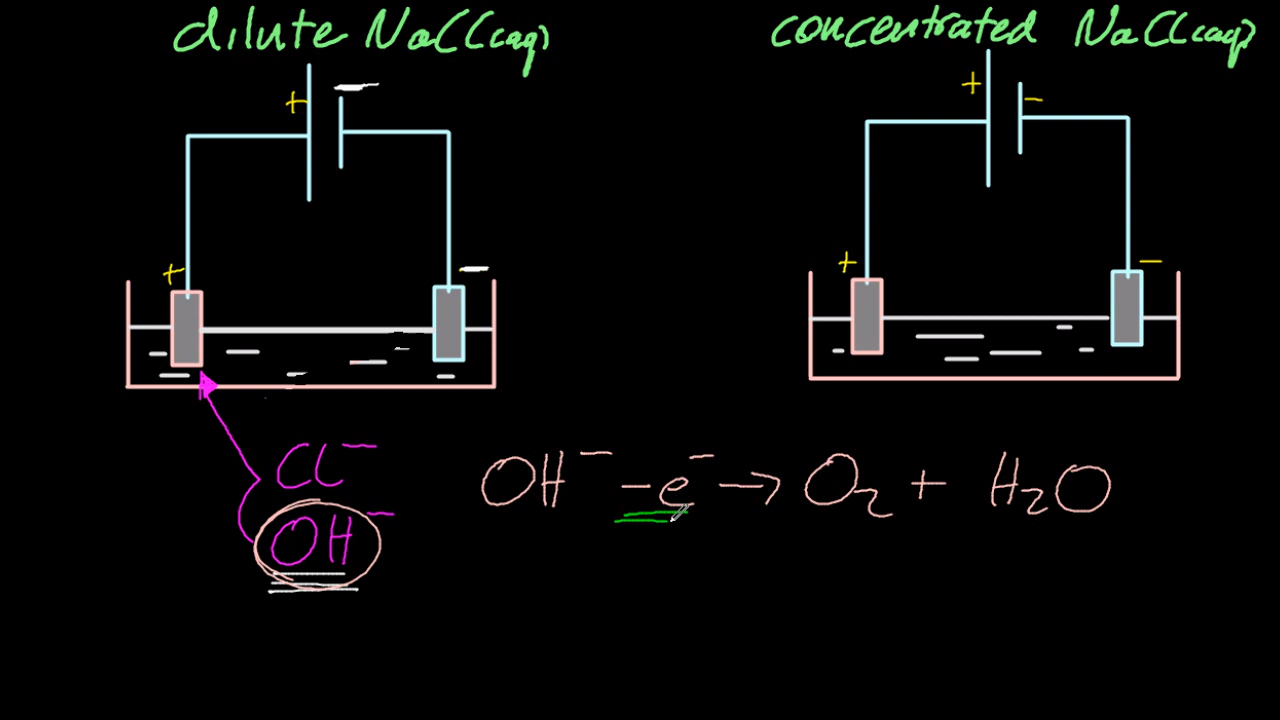 dilute NaCl(aq)
concentrated NaCl(aq)
+ −
+ −
+ −
+ −
Cl⁻
OH⁻ − e⁻ → O₂ + H₂O
OH⁻